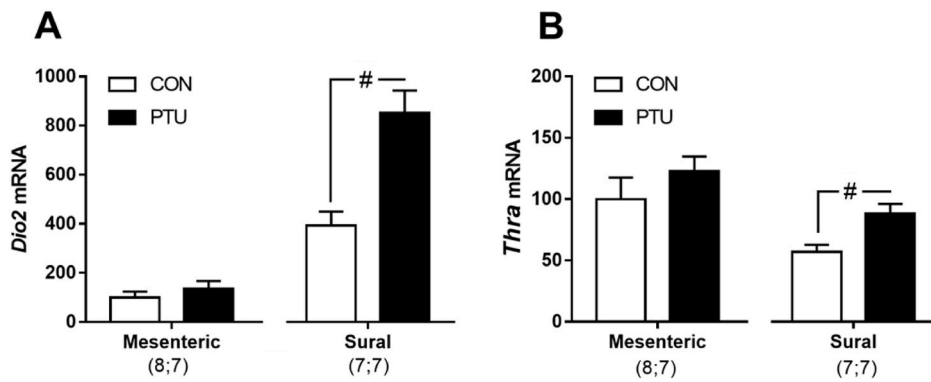 A
Dio2 mRNA
1000
800
600
400
200
0
CON
PTU
#
Mesenteric
(8;7)
Sural
(7;7)
B
Thra mRNA
200
150
100
50
0
CON
PTU
#
Mesenteric
(8;7)
Sural
(7;7)